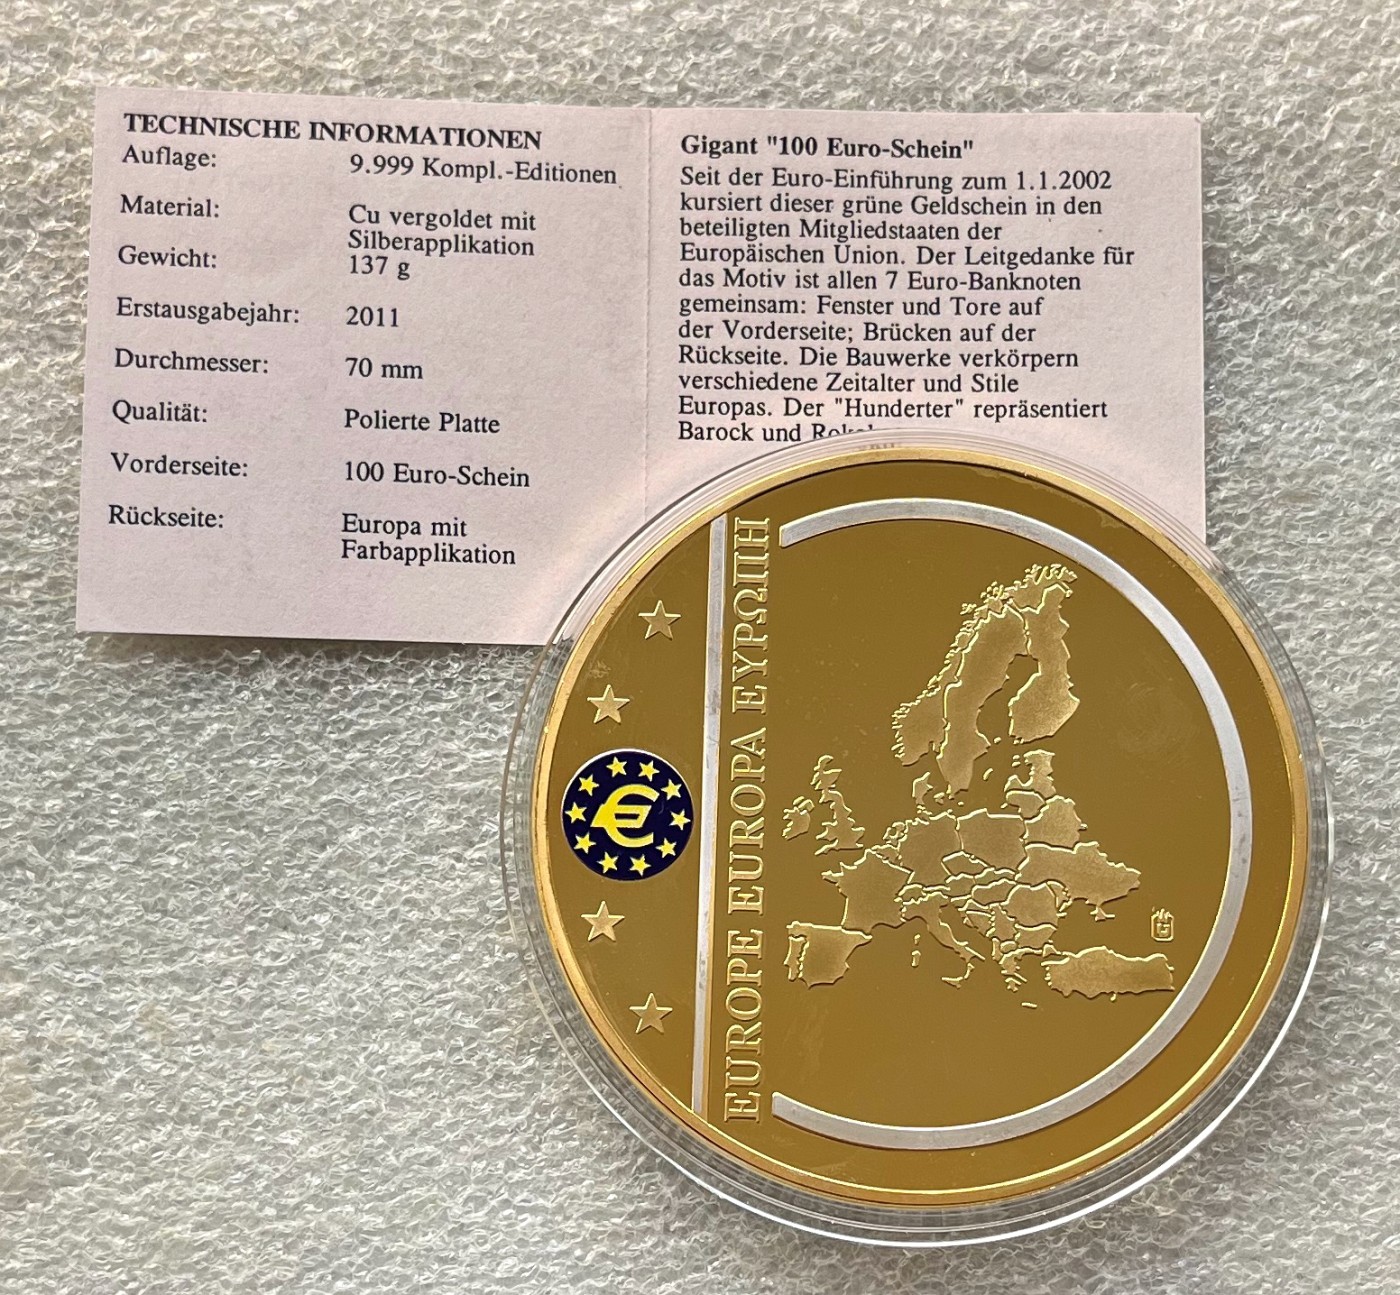 TECHNISCHE INFORMATIONEN
Auflage: 9.999 Kompl.-Editionen
Material: Cu vergoldet mit
Silberapplikation
Gewicht: 137 g
Erstausgabejahr: 2011
Durchmesser: 70 mm
Qualität: Polierte Platte
Vorderseite: 100 Euro-Schein
Rückseite: Europa mit
Farbapplikation
Gigant "100 Euro-Schein"
Seit der Euro-Einführung zum 1.1.2002
kursiert dieser grüne Geldschein in den
beteiligten Mitgliedstaaten der
Europäischen Union. Der Leitgedanke für
das Motiv ist allen 7 Euro-Banknoten
gemeinsam: Fenster und Tore auf
der Vorderseite; Brücken auf der
Rückseite. Die Bauwerke verkörpern
verschiedene Zeitalter und Stile
Europas. Der "Hunderter" repräsentiert
Barock und
EUROPE EUROPA ΕΥΡΩΠΗ
€